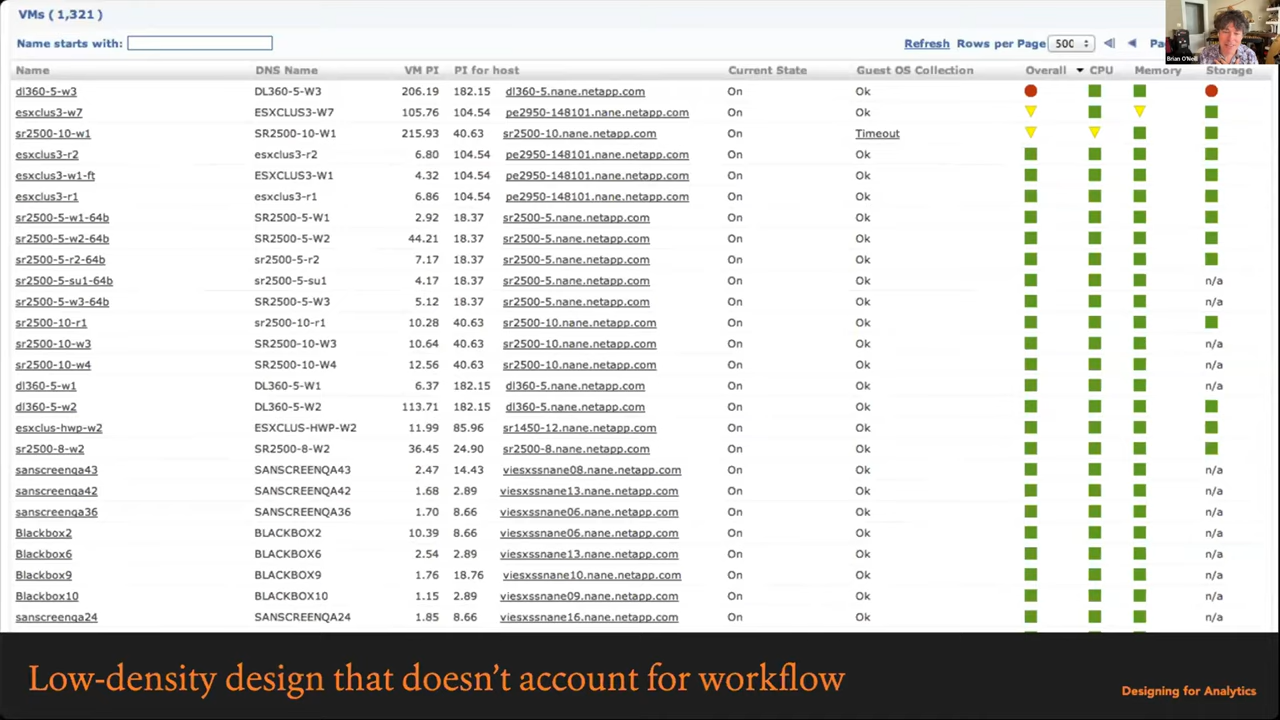 VMs ( 1,321 )
Name starts with: Refresh Rows per Page 500
Brian O'Neill
Name DNS Name VM PI PI for host Current State Guest OS Collection Overall CPU Memory Storage
dl360-5-w3 DL360-5-W3 206.19 182.15 dl360-5.nane.netapp.com On Ok
esxclus3-w7 ESXCLUS3-W7 105.76 104.54 pe2950-148101.nane.netapp.com On Ok
sr2500-10-w1 SR2500-10-W1 215.93 40.63 sr2500-10.nane.netapp.com On Timeout
esxclus3-r2 esxclus3-r2 6.80 104.54 pe2950-148101.nane.netapp.com On Ok
esxclus3-w1-ft ESXCLUS3-W1 4.32 104.54 pe2950-148101.nane.netapp.com On Ok
esxclus3-r1 esxclus3-r1 6.86 104.54 pe2950-148101.nane.netapp.com On Ok
sr2500-5-w1-64b SR2500-5-W1 2.92 18.37 sr2500-5.nane.netapp.com On Ok
sr2500-5-w2-64b SR2500-5-W2 44.21 18.37 sr2500-5.nane.netapp.com On Ok
sr2500-5-r2-64b sr2500-5-r2 7.17 18.37 sr2500-5.nane.netapp.com On Ok
sr2500-5-su1-64b sr2500-5-su1 4.17 18.37 sr2500-5.nane.netapp.com On Ok n/a
sr2500-5-w3-64b SR2500-5-W3 5.12 18.37 sr2500-5.nane.netapp.com On Ok n/a
sr2500-10-r1 sr2500-10-r1 10.28 40.63 sr2500-10.nane.netapp.com On Ok
sr2500-10-w3 SR2500-10-W3 10.64 40.63 sr2500-10.nane.netapp.com On Ok n/a
sr2500-10-w4 SR2500-10-W4 12.56 40.63 sr2500-10.nane.netapp.com On Ok n/a
dl360-5-w1 DL360-5-W1 6.37 182.15 dl360-5.nane.netapp.com On Ok n/a
dl360-5-w2 DL360-5-W2 113.71 182.15 dl360-5.nane.netapp.com On Ok
esxclus-hwp-w2 ESXCLUS-HWP-W2 11.99 85.96 sr1450-12.nane.netapp.com On Ok
sr2500-8-w2 SR2500-8-W2 36.45 24.90 sr2500-8.nane.netapp.com On Ok
sanscreenqa43 SANSCREENQA43 2.47 14.43 viesxssnane08.nane.netapp.com On Ok n/a
sanscreenqa42 SANSCREENQA42 1.68 2.89 viesxssnane13.nane.netapp.com On Ok n/a
sanscreenqa36 SANSCREENQA36 1.70 8.66 viesxssnane06.nane.netapp.com On Ok n/a
Blackbox2 BLACKBOX2 10.39 8.66 viesxssnane06.nane.netapp.com On Ok n/a
Blackbox6 BLACKBOX6 2.54 2.89 viesxssnane13.nane.netapp.com On Ok n/a
Blackbox9 BLACKBOX9 1.76 18.76 viesxssnane10.nane.netapp.com On Ok n/a
Blackbox10 BLACKBOX10 1.15 2.89 viesxssnane09.nane.netapp.com On Ok n/a
sanscreenqa24 SANSCREENQA24 1.85 8.66 viesxssnane16.nane.netapp.com On Ok n/a
Low-density design that doesn't account for workflow
Designing for Analytics